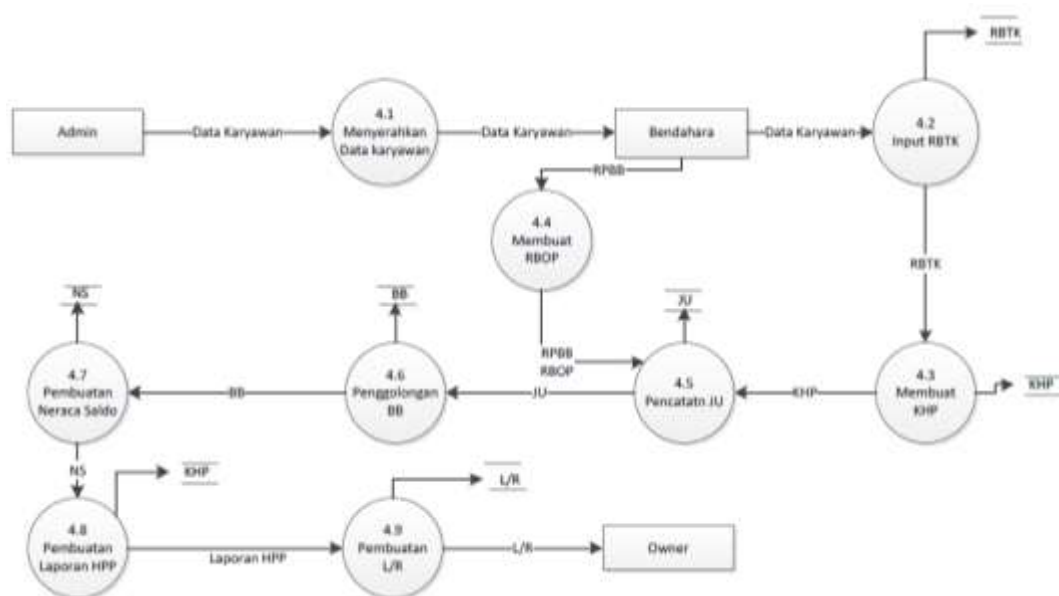 RBTK
Admin
Data Karyawan
4.1
Menyerahkan
Data karyawan
Data Karyawan
Bendahara
Data Karyawan
4.2
Input RBTK
RPBB
4.4
Membuat
RBOP
RBTK
NS
BB
JU
RPBB
RBOP
4.7
Pembuatan
Neraca Saldo
BB
4.6
Penggolongan
BB
JU
4.5
Pencatatn JU
KHP
4.3
Membuat
KHP
KHP
NS
KHP
L/R
4.8
Pembuatan
Laporan HPP
Laporan HPP
4.9
Pembuatan
L/R
L/R
Owner